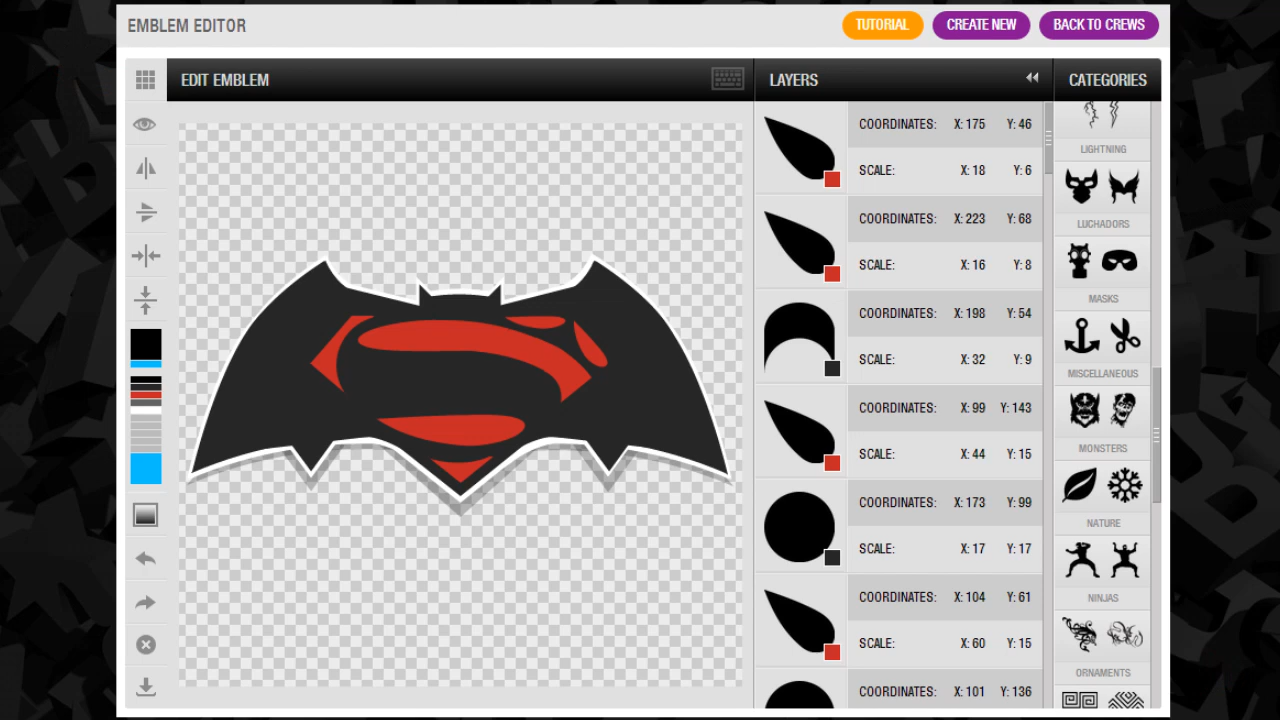 EMBLEM EDITOR
TUTORIAL
CREATE NEW
BACK TO CREWS
EDIT EMBLEM
LAYERS
CATEGORIES
COORDINATES: X: 175 Y: 46
SCALE: X: 18 Y: 6
COORDINATES: X: 223 Y: 68
SCALE: X: 16 Y: 8
COORDINATES: X: 198 Y: 54
SCALE: X: 32 Y: 9
COORDINATES: X: 99 Y: 143
SCALE: X: 44 Y: 15
COORDINATES: X: 173 Y: 99
SCALE: X: 17 Y: 17
COORDINATES: X: 104 Y: 61
SCALE: X: 60 Y: 15
COORDINATES: X: 101 Y: 136
LIGHTNING
LUCHADORS
MASKS
MISCELLANEOUS
MONSTERS
NATURE
NINJAS
ORNAMENTS